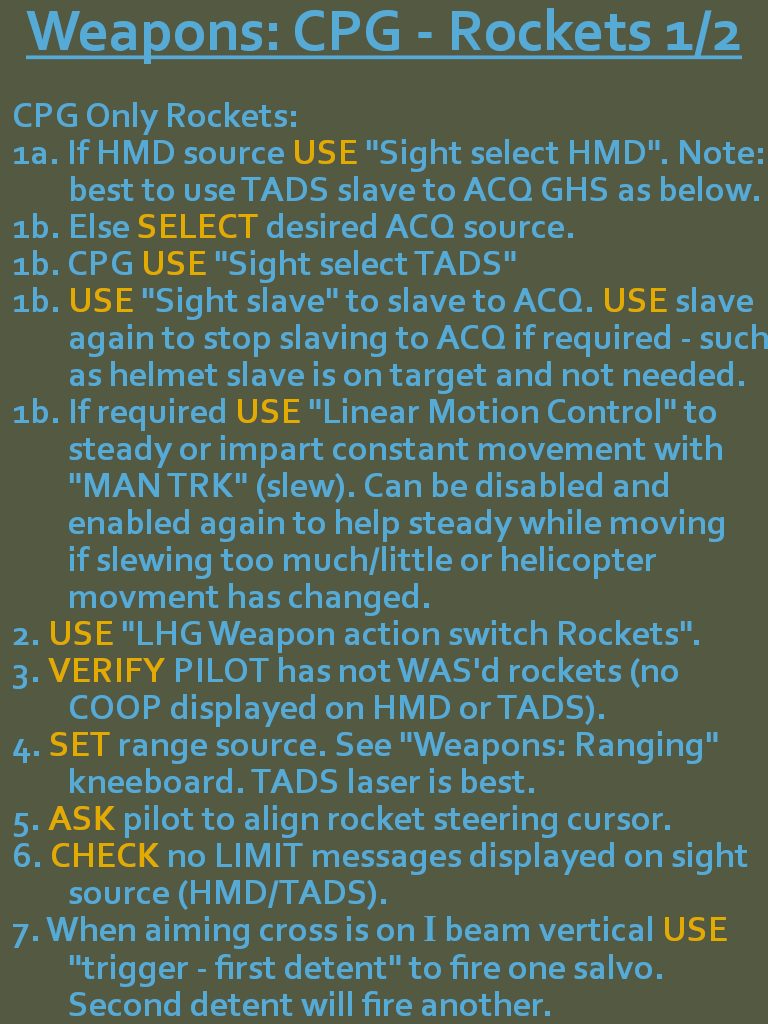 Weapons: CPG - Rockets 1/2
CPG Only Rockets:
1a. If HMD source USE "Sight select HMD". Note:
best to use TADS slave to ACQ GHS as below.
1b. Else SELECT desired ACQ source.
1b. CPG USE "Sight select TADS"
1b. USE "Sight slave" to slave to ACQ. USE slave
again to stop slaving to ACQ if required - such
as helmet slave is on target and not needed.
1b. If required USE "Linear Motion Control" to
steady or impart constant movement with
"MAN TRK" (slew). Can be disabled and
enabled again to help steady while moving
if slewing too much/little or helicopter
movment has changed.
2. USE "LHG Weapon action switch Rockets".
3. VERIFY PILOT has not WAS'd rockets (no
COOP displayed on HMD or TADS).
4. SET range source. See "Weapons: Ranging"
kneeboard. TADS laser is best.
5. ASK pilot to align rocket steering cursor.
6. CHECK no LIMIT messages displayed on sight
source (HMD/TADS).
7. When aiming cross is on I beam vertical USE
"trigger - first detent" to fire one salvo.
Second detent will fire another.